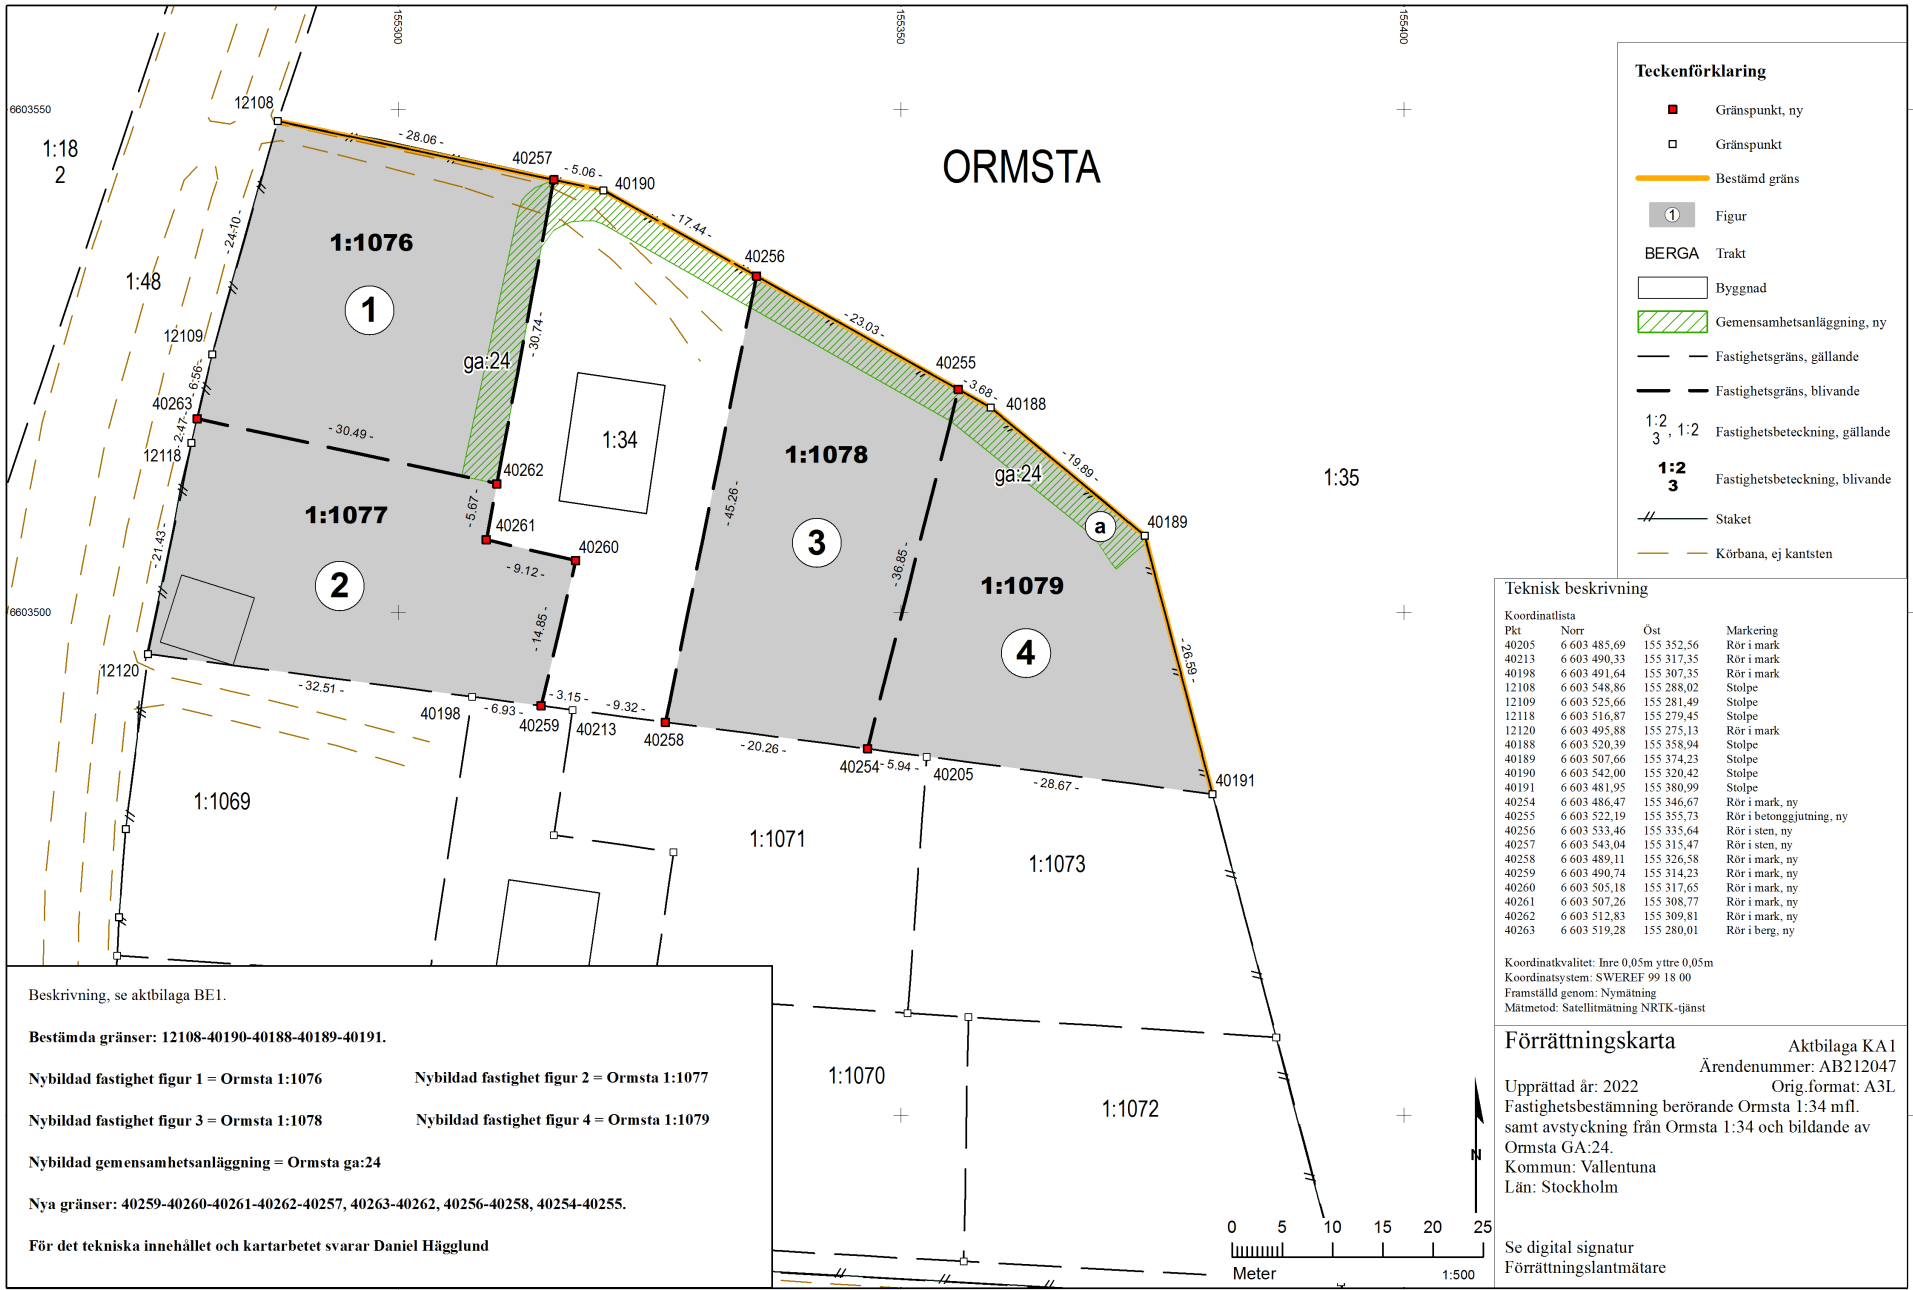 155300
155350
155400
6603550
6603500
ORMSTA
12108
1:18
2
1:48
- 28.06 -
40257
- 5.06 -
40190
- 17.44 -
40256
- 24.10 -
1:1076
1
12109
- 6.56 -
40263
- 2.47 -
12118
- 30.49 -
ga:24
- 30.74 -
1:34
40262
- 5.67 -
40261
40260
- 9.12 -
1:1077
2
- 21.43 -
- 14.85 -
12120
- 32.51 -
40198
- 6.93 -
40259
- 3.15 -
40213
- 9.32 -
40258
- 45.26 -
- 23.03 -
40255
- 3.68 -
40188
1:1078
3
- 36.85 -
ga:24
- 19.89 -
a
40189
1:35
1:1079
4
- 26.59 -
- 20.26 -
40254
- 5.94 -
40205
- 28.67 -
40191
1:1069
1:1071
1:1073
1:1070
1:1072
Teckenförklaring
Gränspunkt, ny
Gränspunkt
Bestämd gräns
1 Figur
BERGA Trakt
Byggnad
Gemensamhetsanläggning, ny
Fastighetsgräns, gällande
Fastighetsgräns, blivande
1:2
3 , 1:2 Fastighetsbeteckning, gällande
1:2
3 Fastighetsbeteckning, blivande
Staket
Körbana, ej kantsten
Teknisk beskrivning
Koordinatlista
Pkt Norr Öst Markering
40205 6 603 485,69 155 352,56 Rör i mark
40213 6 603 490,33 155 317,35 Rör i mark
40198 6 603 491,64 155 307,35 Rör i mark
12108 6 603 548,86 155 288,02 Stolpe
12109 6 603 525,66 155 281,49 Stolpe
12118 6 603 516,87 155 279,45 Stolpe
12120 6 603 495,88 155 275,13 Rör i mark
40188 6 603 520,39 155 358,94 Stolpe
40189 6 603 507,66 155 374,23 Stolpe
40190 6 603 542,00 155 320,42 Stolpe
40191 6 603 481,95 155 380,99 Stolpe
40254 6 603 486,47 155 346,67 Rör i mark, ny
40255 6 603 522,19 155 355,73 Rör i betonggjutning, ny
40256 6 603 533,46 155 335,64 Rör i sten, ny
40257 6 603 543,04 155 315,47 Rör i sten, ny
40258 6 603 489,11 155 326,58 Rör i mark, ny
40259 6 603 490,74 155 314,23 Rör i mark, ny
40260 6 603 505,18 155 317,65 Rör i mark, ny
40261 6 603 507,26 155 308,77 Rör i mark, ny
40262 6 603 512,83 155 309,81 Rör i mark, ny
40263 6 603 519,28 155 280,01 Rör i berg, ny
Koordinatkvalitet: Inre 0,05m yttre 0,05m
Koordinatsystem: SWEREF 99 18 00
Framställd genom: Nymätning
Mätmetod: Satellitmätning NRTK-tjänst
Förrättningskarta Aktbilaga KA1
Ärendenummer: AB212047
Upprättad år: 2022 Orig.format: A3L
Fastighetsbestämning berörande Ormsta 1:34 mfl.
samt avstyckning från Ormsta 1:34 och bildande av
Ormsta GA:24.
Kommun: Vallentuna
Län: Stockholm
Se digital signatur
Förrättningslantmätare
N
0 5 10 15 20 25
Meter 1:500
Beskrivning, se aktbilaga BE1.
Bestämda gränser: 12108-40190-40188-40189-40191.
Nybildad fastighet figur 1 = Ormsta 1:1076 Nybildad fastighet figur 2 = Ormsta 1:1077
Nybildad fastighet figur 3 = Ormsta 1:1078 Nybildad fastighet figur 4 = Ormsta 1:1079
Nybildad gemensamhetsanläggning = Ormsta ga:24
Nya gränser: 40259-40260-40261-40262-40257, 40263-40262, 40256-40258, 40254-40255.
För det tekniska innehållet och kartarbetet svarar Daniel Hägglund